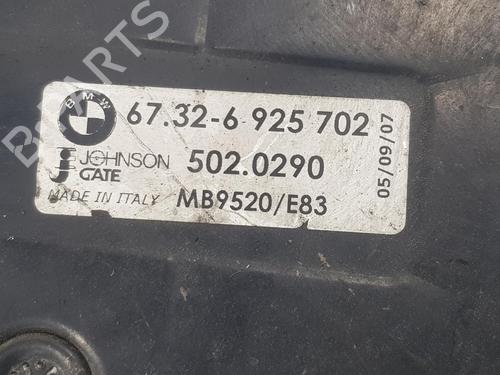 B-PARTS
BMW
67.32-6 925 702
JOHNSON
GATE
502.0290
MADE IN ITALY
MB9520/E83
05/09/07